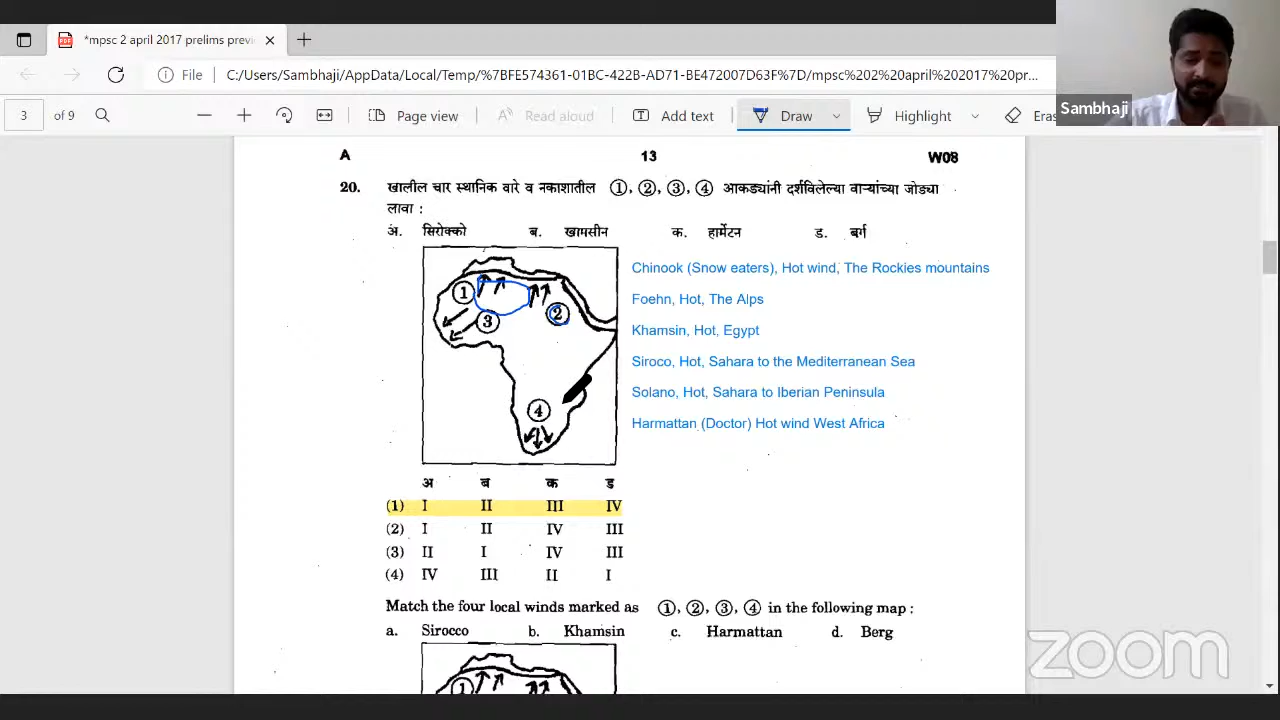 *mpsc 2 april 2017 prelims previ
File C:/Users/Sambhaji/AppData/Local/Temp/%7BFE574361-01BC-422B-AD71-BE472007D63F%7D/mpsc%202%20april%202017%20pr...
3 of 9 Page view Read aloud Add text Draw Highlight Eras
Sambhaji
A 13 W08
20. खालील चार स्थानिक वारे व नकाशातील ①, ②, ③, ④ आकड्यांनी दर्शविलेल्या वाऱ्यांच्या जोड्या
लावा :
अ. सिरोक्को ब. खामसीन क. हार्मेटन ड. बर्ग
Chinook (Snow eaters), Hot wind, The Rockies mountains
Foehn, Hot, The Alps
Khamsin, Hot, Egypt
Siroco, Hot, Sahara to the Mediterranean Sea
Solano, Hot, Sahara to Iberian Peninsula
Harmattan (Doctor) Hot wind West Africa
①
②
③
④
अ ब क ड
(1) I II III IV
(2) I II IV III
(3) II I IV III
(4) IV III II I
Match the four local winds marked as ①, ②, ③, ④ in the following map :
a. Sirocco b. Khamsin c. Harmattan d. Berg
①
zoom